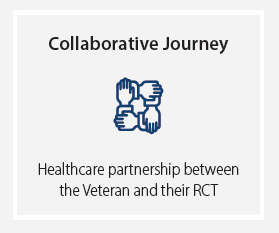 Collaborative Journey
Healthcare partnership between
the Veteran and their RCT